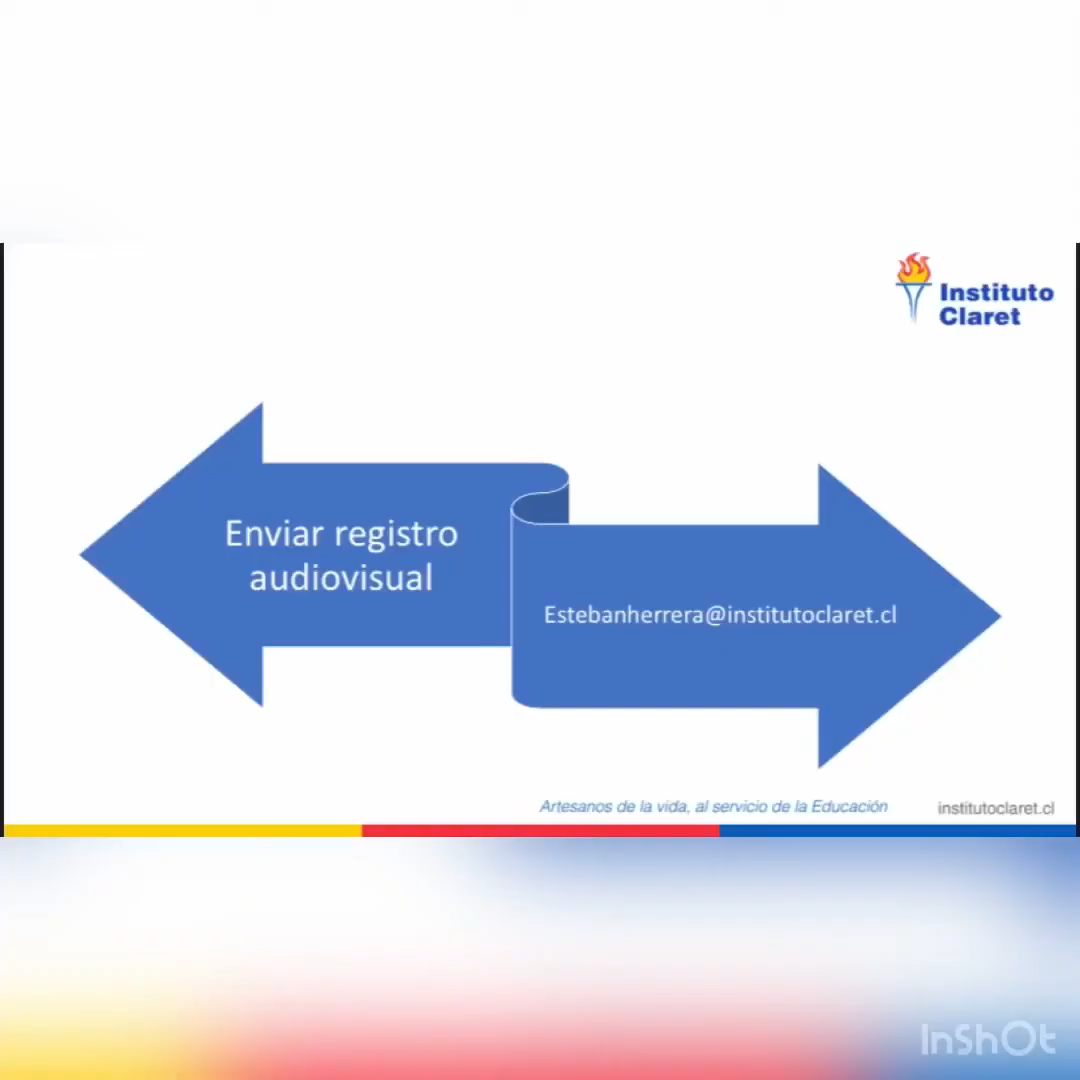 Instituto
Claret
Enviar registro
audiovisual
Estebanherrera@institutoclaret.cl
Artesanos de la vida, al servicio de la Educación
institutoclaret.cl
InShOt